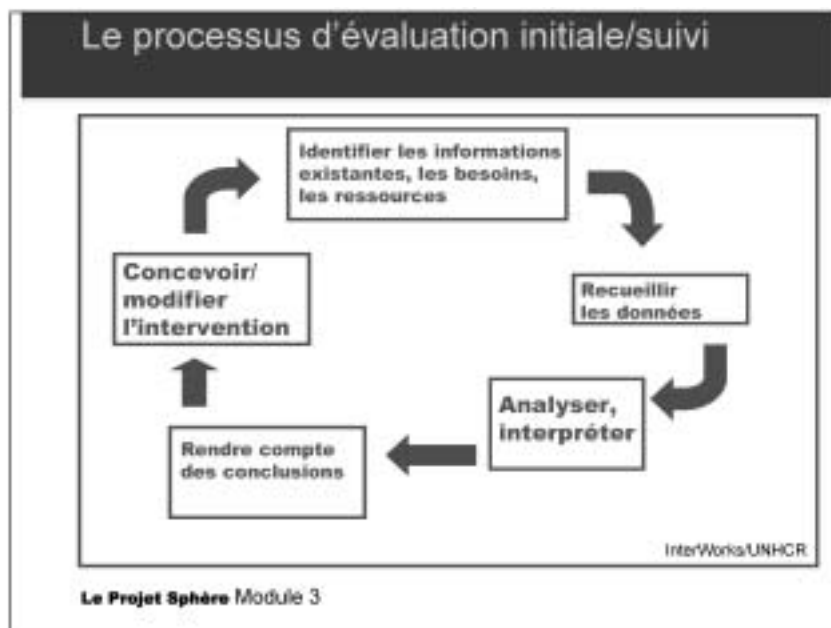 Le processus d'évaluation initiale/suivi
Identifier les informations
existantes, les besoins,
les ressources
Recueillir
les données
Analyser,
interpréter
Rendre compte
des conclusions
Concevoir/
modifier
l'intervention
InterWorks/UNHCR
Le Projet Sphère Module 3